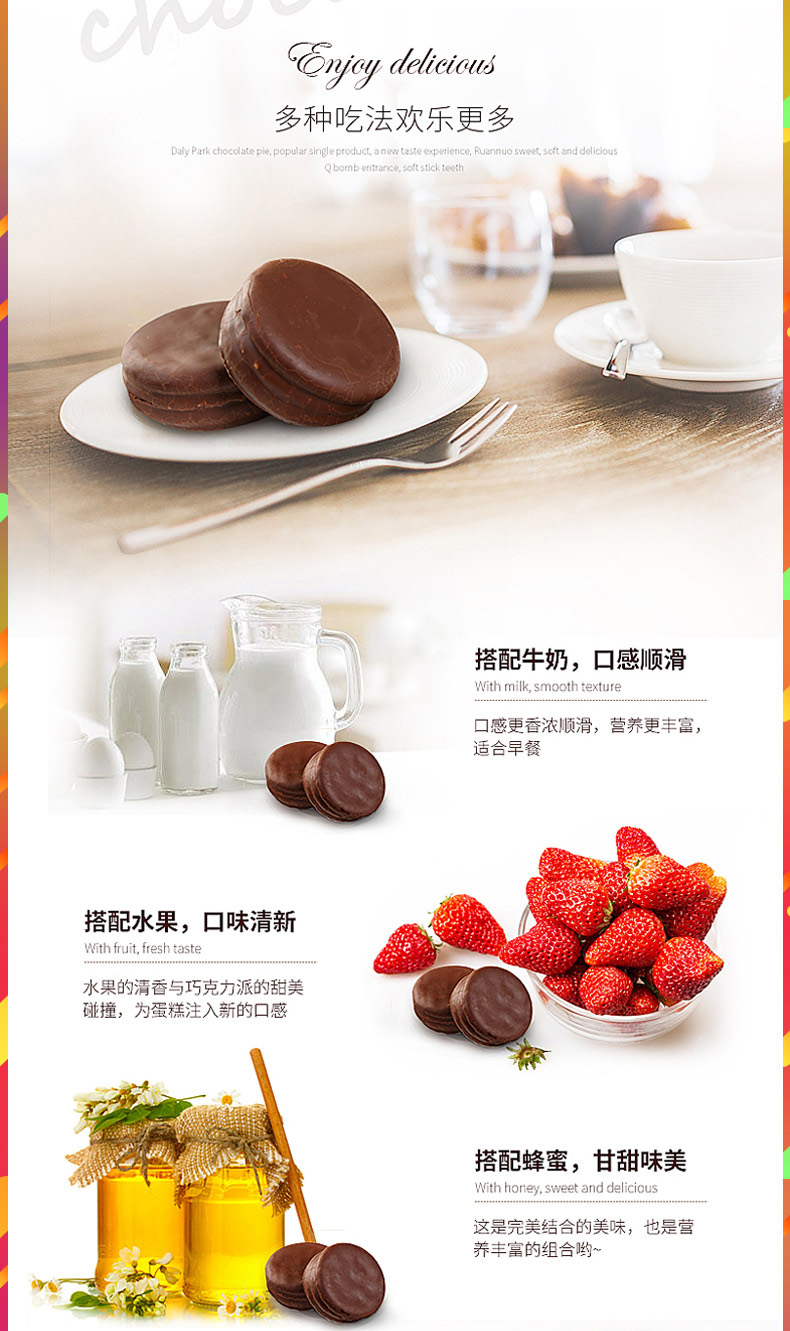 choc
Enjoy delicious
多种吃法欢乐更多
Daly Park chocolate pie, popular single product, a new taste experience, Ruannuo sweet, soft and delicious
Q bomb entrance, soft stick teeth
搭配牛奶，口感顺滑
With milk, smooth texture
口感更香浓顺滑，营养更丰富，
适合早餐
搭配水果，口味清新
With fruit, fresh taste
水果的清香与巧克力派的甜美
碰撞，为蛋糕注入新的口感
搭配蜂蜜，甘甜味美
With honey, sweet and delicious
这是完美结合的美味，也是营
养丰富的组合哟~